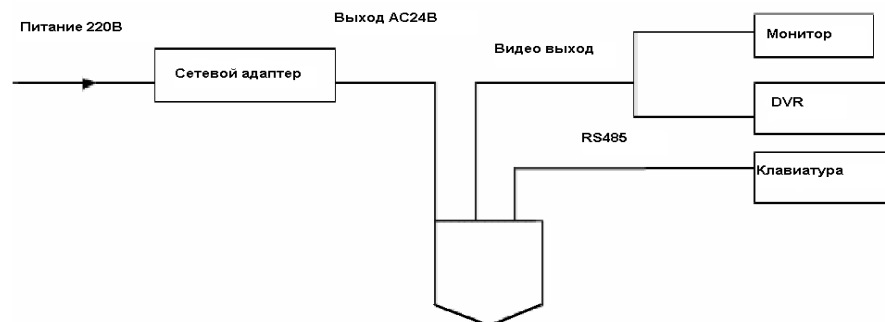 Питание 220В
Выход АС24В
Сетевой адаптер
Видео выход
Монитор
DVR
RS485
Клавиатура